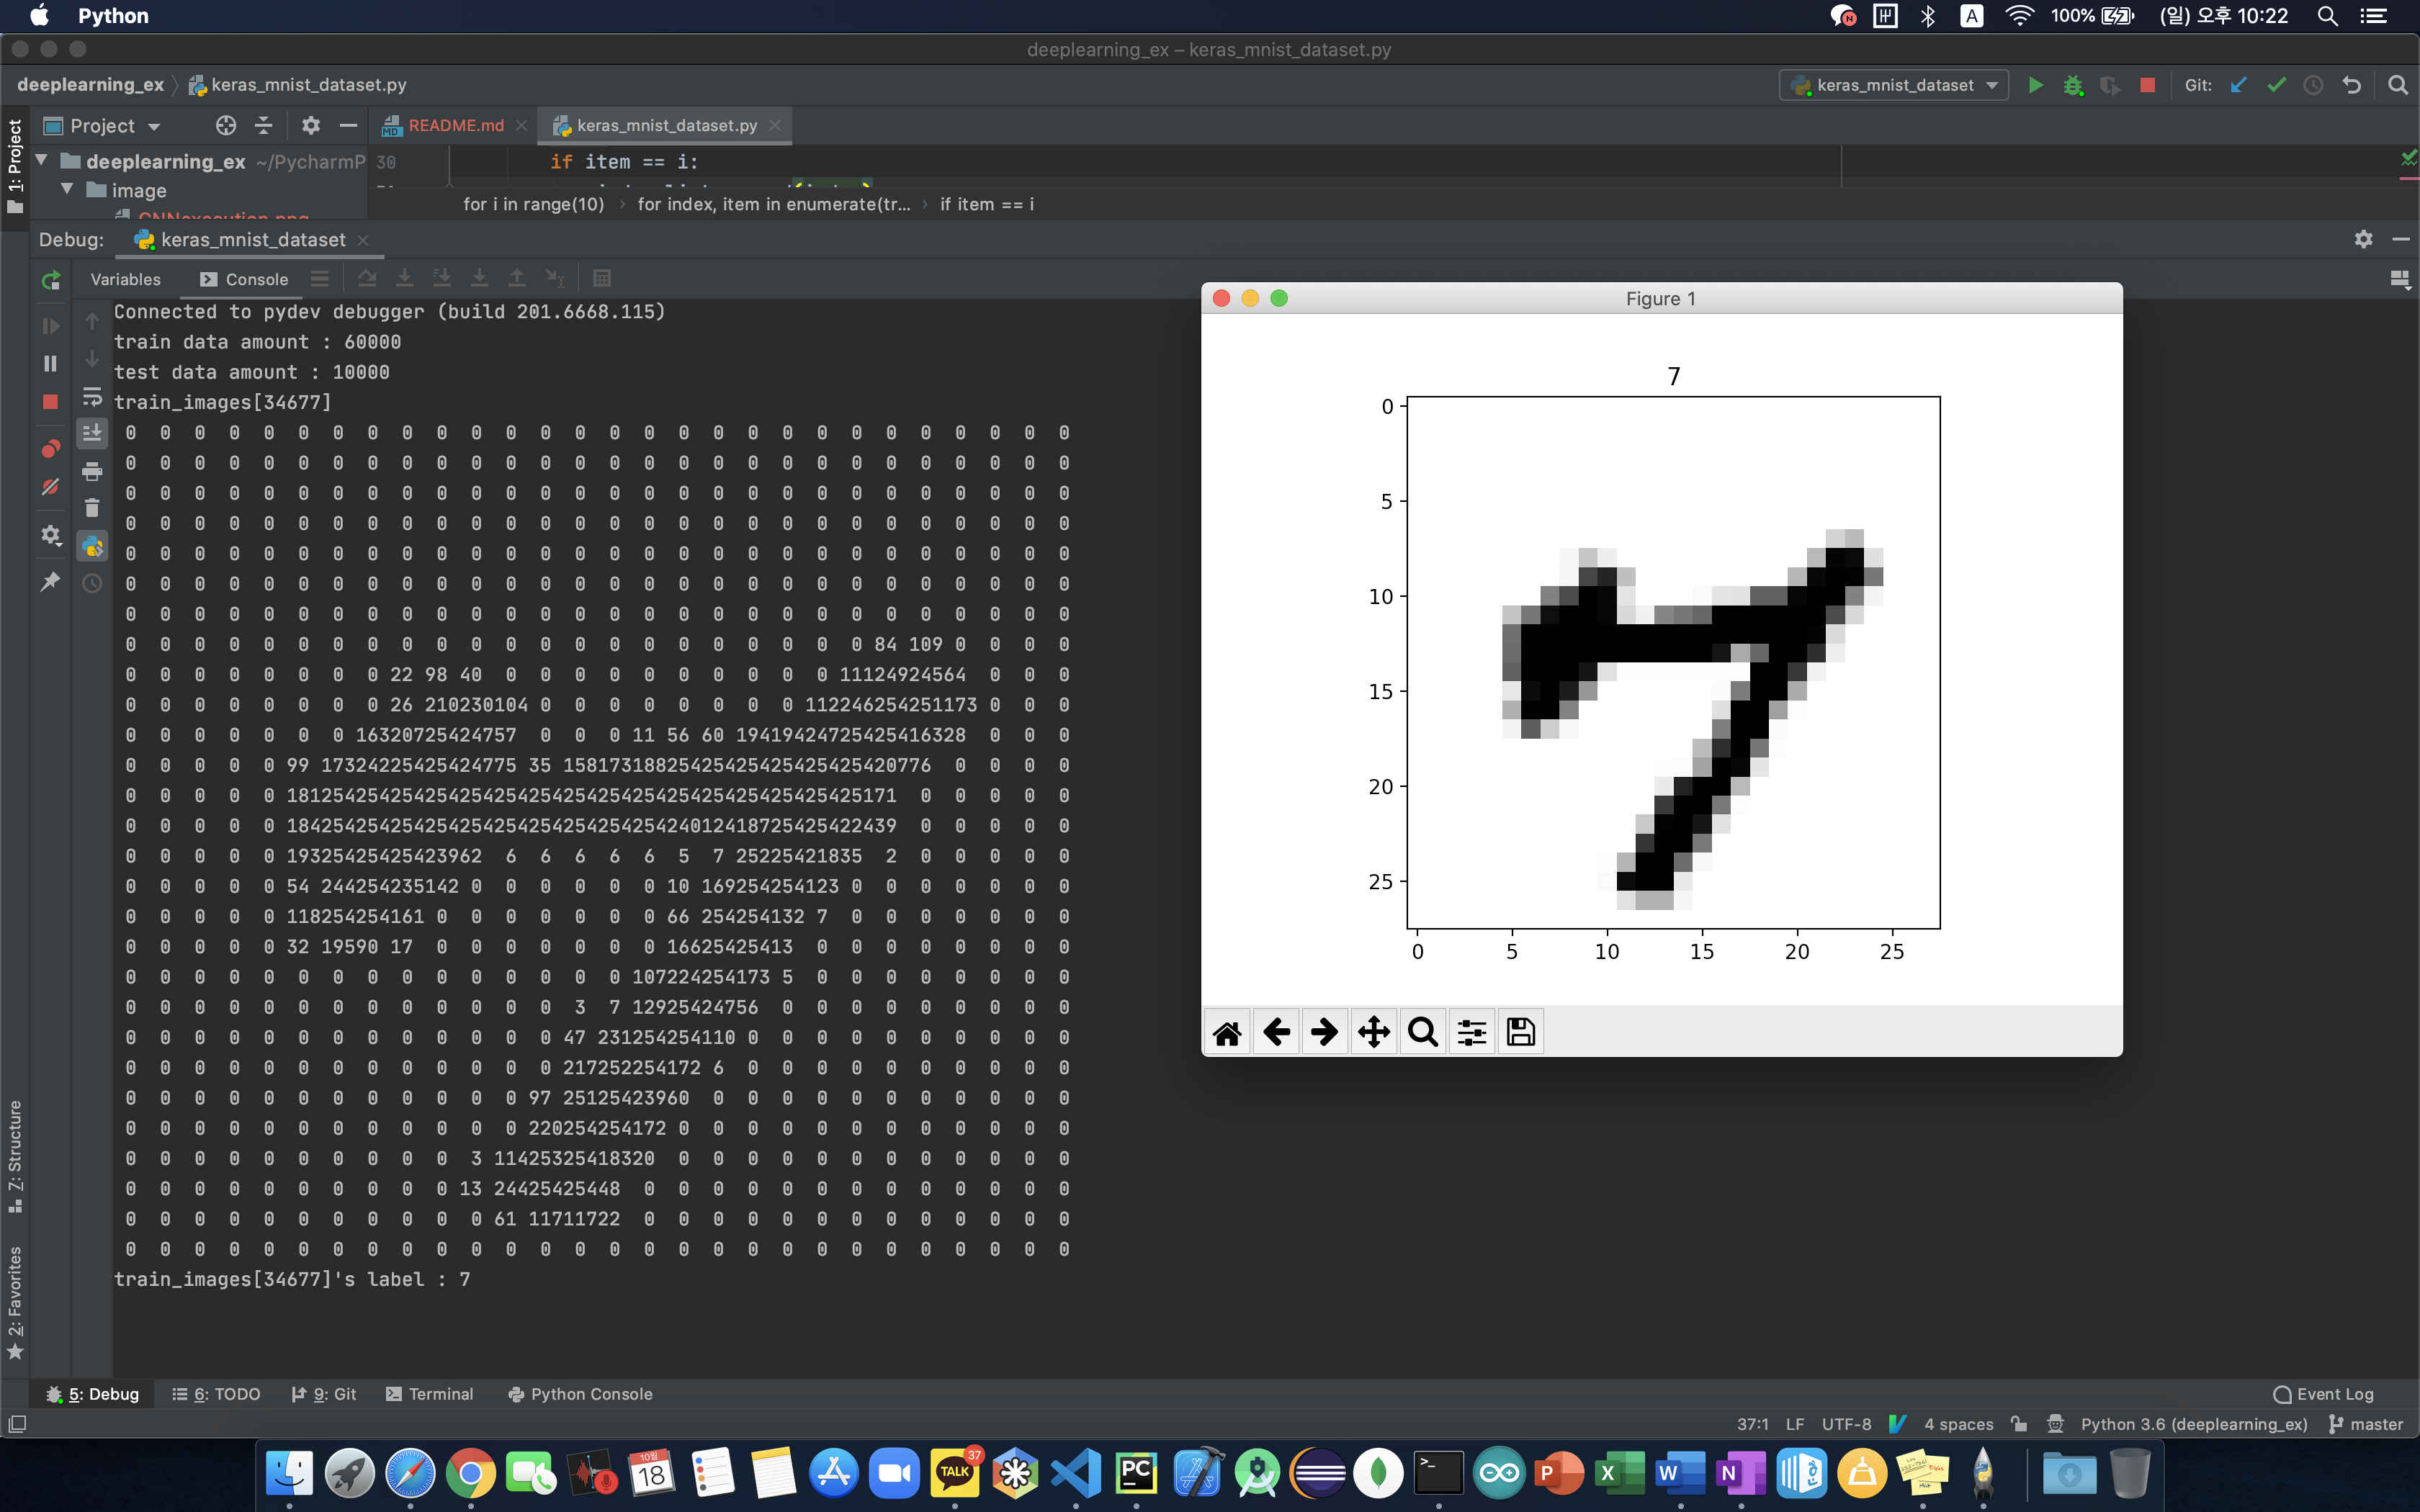 Python
100%
(일) 오후 10:22
deeplearning_ex – keras_mnist_dataset.py
deeplearning_ex
keras_mnist_dataset.py
keras_mnist_dataset
Git:
1: Project
Project
README.md
keras_mnist_dataset.py
deeplearning_ex ~/PycharmP
image
30 if item == i:
for i in range(10) › for index, item in enumerate(tr... › if item == i
Debug: keras_mnist_dataset
Variables Console
Connected to pydev debugger (build 201.6668.115)
train data amount : 60000
test data amount : 10000
train_images[34677]
0 0 0 0 0 0 0 0 0 0 0 0 0 0 0 0 0 0 0 0 0 0 0 0 0 0 0 0
0 0 0 0 0 0 0 0 0 0 0 0 0 0 0 0 0 0 0 0 0 0 0 0 0 0 0 0
0 0 0 0 0 0 0 0 0 0 0 0 0 0 0 0 0 0 0 0 0 0 0 0 0 0 0 0
0 0 0 0 0 0 0 0 0 0 0 0 0 0 0 0 0 0 0 0 0 0 0 0 0 0 0 0
0 0 0 0 0 0 0 0 0 0 0 0 0 0 0 0 0 0 0 0 0 0 0 0 0 0 0 0
0 0 0 0 0 0 0 0 0 0 0 0 0 0 0 0 0 0 0 0 0 0 0 0 0 0 0 0
0 0 0 0 0 0 0 0 0 0 0 0 0 0 0 0 0 0 0 0 0 0 0 0 0 0 0 0
0 0 0 0 0 0 0 0 0 0 0 0 0 0 0 0 0 0 0 0 0 0 84 109 0 0 0 0
0 0 0 0 0 0 0 0 22 98 40 0 0 0 0 0 0 0 0 0 0 11124924564 0 0 0
0 0 0 0 0 0 0 0 26 210230104 0 0 0 0 0 0 0 0 112246254251173 0 0 0
0 0 0 0 0 0 0 16320725424757 0 0 0 11 56 60 19419424725425416328 0 0 0
0 0 0 0 0 99 17324225425424775 35 15817318825425425425425425420776 0 0 0 0
0 0 0 0 0 18125425425425425425425425425425425425425425425171 0 0 0 0 0
0 0 0 0 0 184254254254254254254254254254254240124187254254224​39 0 0 0 0 0
0 0 0 0 0 19325425425423962 6 6 6 6 6 5 7 25225421835 2 0 0 0 0 0
0 0 0 0 0 54 244254235142 0 0 0 0 0 0 10 169254254123 0 0 0 0 0 0 0
0 0 0 0 0 118254254161 0 0 0 0 0 0 0 66 254254132 7 0 0 0 0 0 0 0
0 0 0 0 0 32 19590 17 0 0 0 0 0 0 0 16625425413 0 0 0 0 0 0 0 0
0 0 0 0 0 0 0 0 0 0 0 0 0 0 0 107224254173 5 0 0 0 0 0 0 0 0
0 0 0 0 0 0 0 0 0 0 0 0 0 3 7 12925424756 0 0 0 0 0 0 0 0 0
0 0 0 0 0 0 0 0 0 0 0 0 0 47 231254254110 0 0 0 0 0 0 0 0 0 0
0 0 0 0 0 0 0 0 0 0 0 0 0 217252254172 6 0 0 0 0 0 0 0 0 0 0
0 0 0 0 0 0 0 0 0 0 0 0 97 25125423960 0 0 0 0 0 0 0 0 0 0 0
0 0 0 0 0 0 0 0 0 0 0 0 220254254172 0 0 0 0 0 0 0 0 0 0 0 0
0 0 0 0 0 0 0 0 0 0 3 11425325418320 0 0 0 0 0 0 0 0 0 0 0 0
0 0 0 0 0 0 0 0 0 0 13 24425425448 0 0 0 0 0 0 0 0 0 0 0 0 0
0 0 0 0 0 0 0 0 0 0 0 61 11711722 0 0 0 0 0 0 0 0 0 0 0 0 0
0 0 0 0 0 0 0 0 0 0 0 0 0 0 0 0 0 0 0 0 0 0 0 0 0 0 0 0
train_images[34677]'s label : 7
Figure 1
7
0
5
10
15
20
25
0 5 10 15 20 25
7: Structure
2: Favorites
5: Debug 6: TODO 9: Git Terminal Python Console Event Log
37:1 LF UTF-8 4 spaces Python 3.6 (deeplearning_ex) master
10월
18
TALK
37
PC
P X W N